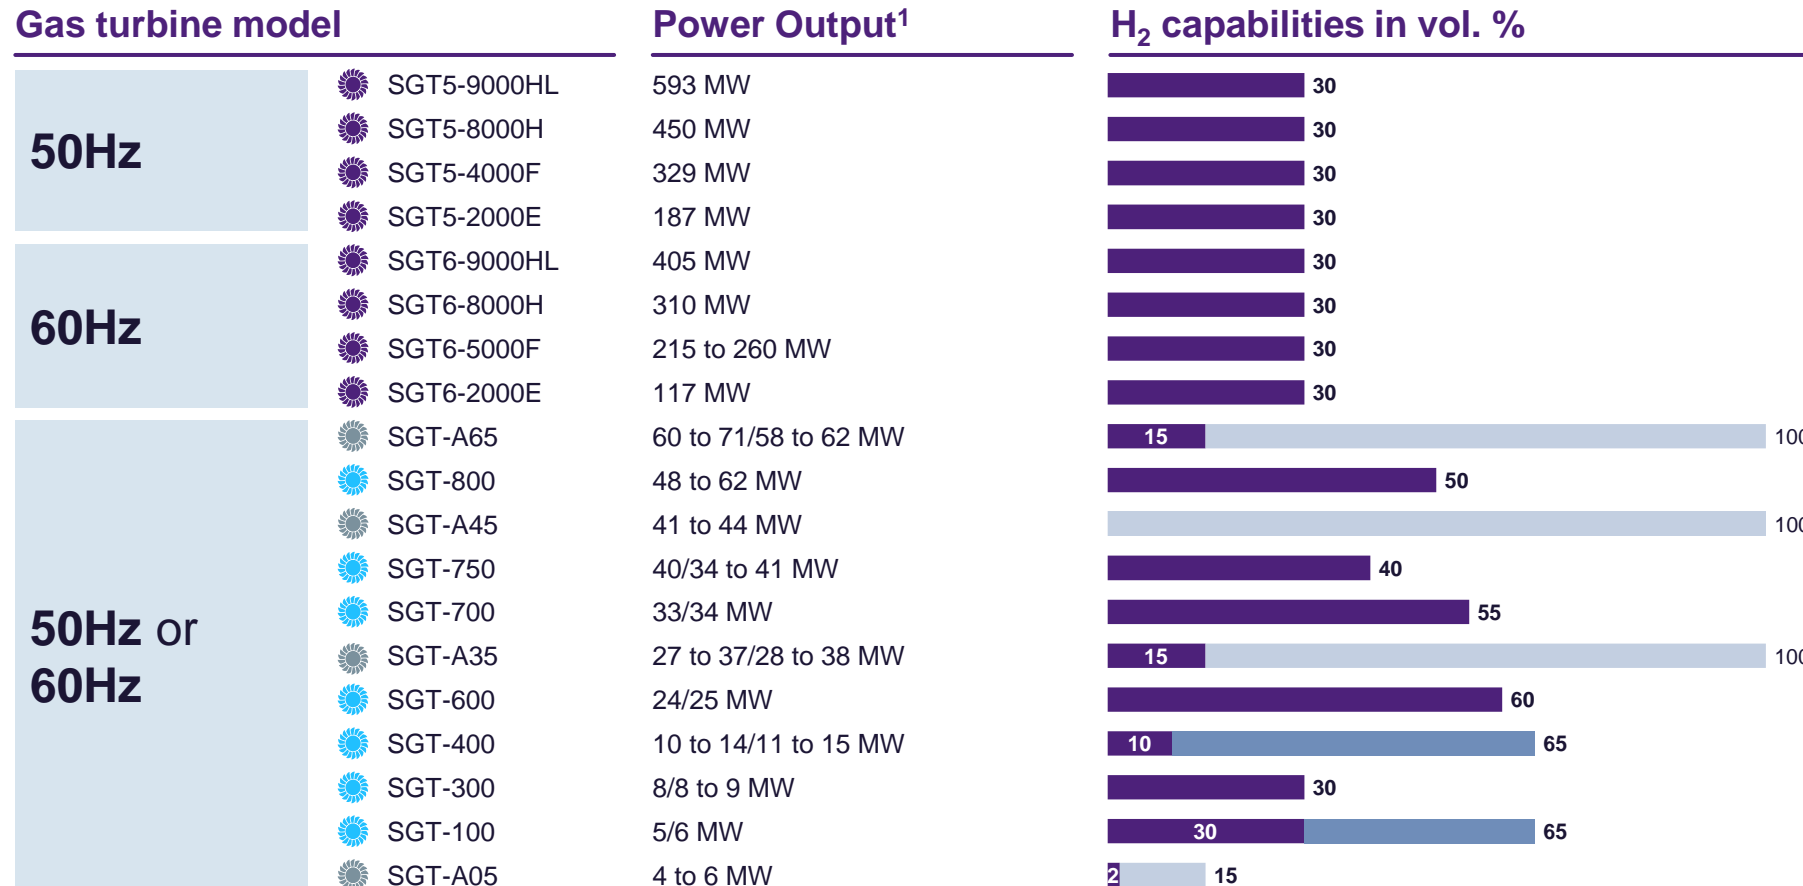 Gas turbine model Power Output¹ H₂ capabilities in vol. %
50Hz
SGT5-9000HL 593 MW 30
SGT5-8000H 450 MW 30
SGT5-4000F 329 MW 30
SGT5-2000E 187 MW 30
60Hz
SGT6-9000HL 405 MW 30
SGT6-8000H 310 MW 30
SGT6-5000F 215 to 260 MW 30
SGT6-2000E 117 MW 30
50Hz or
60Hz
SGT-A65 60 to 71/58 to 62 MW 15 100
SGT-800 48 to 62 MW 50
SGT-A45 41 to 44 MW 100
SGT-750 40/34 to 41 MW 40
SGT-700 33/34 MW 55
SGT-A35 27 to 37/28 to 38 MW 15 100
SGT-600 24/25 MW 60
SGT-400 10 to 14/11 to 15 MW 10 65
SGT-300 8/8 to 9 MW 30
SGT-100 5/6 MW 30 65
SGT-A05 4 to 6 MW 2 15